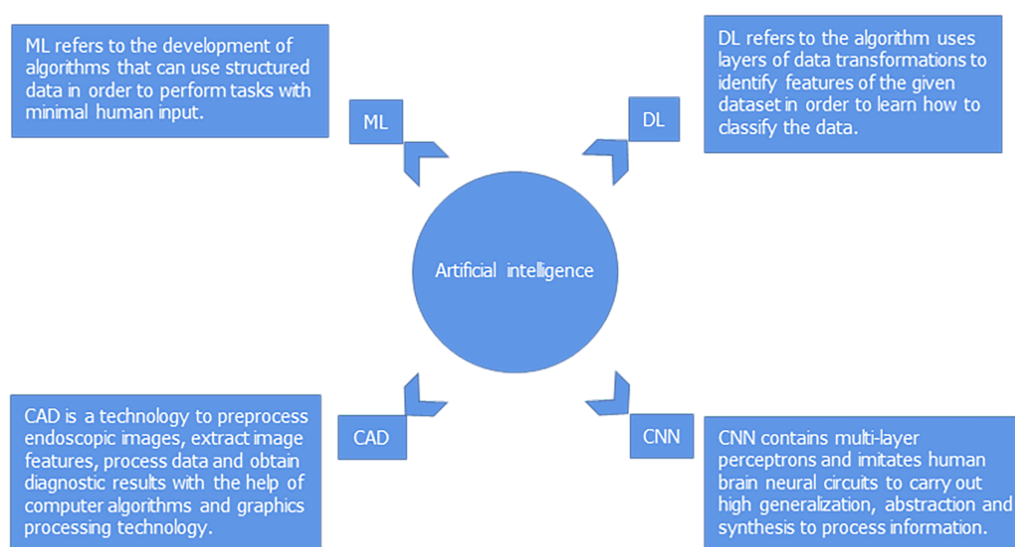 ML refers to the development of
algorithms that can use structured
data in order to perform tasks with
minimal human input.
ML
DL
DL refers to the algorithm uses
layers of data transformations to
identify features of the given
dataset in order to learn how to
classify the data.
Artificial intelligence
CAD is a technology to preprocess
endoscopic images, extract image
features, process data and obtain
diagnostic results with the help of
computer algorithms and graphics
processing technology.
CAD
CNN
CNN contains multi-layer
perceptrons and imitates human
brain neural circuits to carry out
high generalization, abstraction and
synthesis to process information.